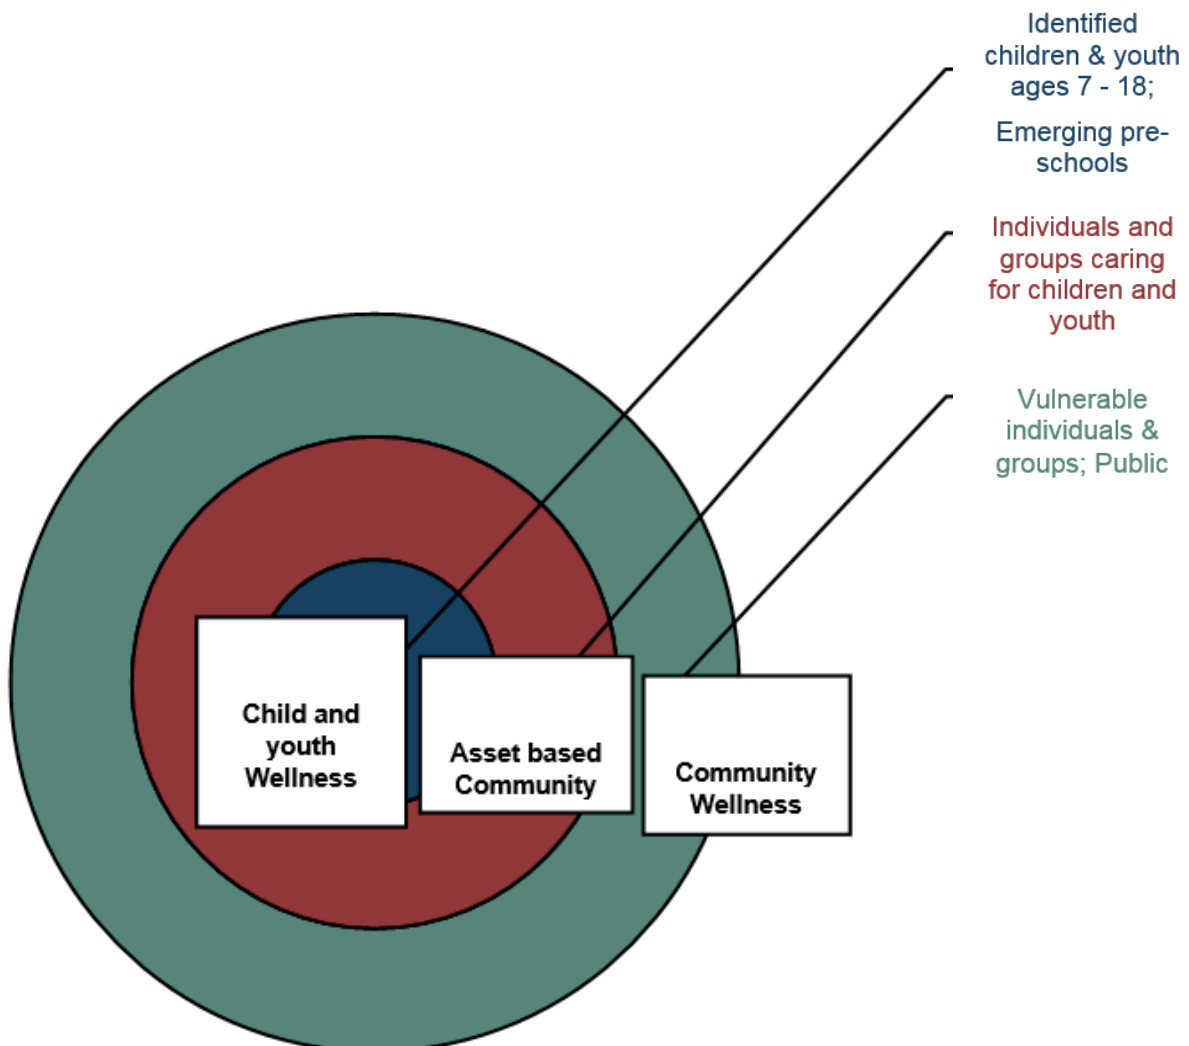 Identified
children & youth
ages 7 - 18;
Emerging pre-
schools
Individuals and
groups caring
for children and
youth
Vulnerable
individuals &
groups; Public
Child and
youth
Wellness
Asset based
Community
Community
Wellness